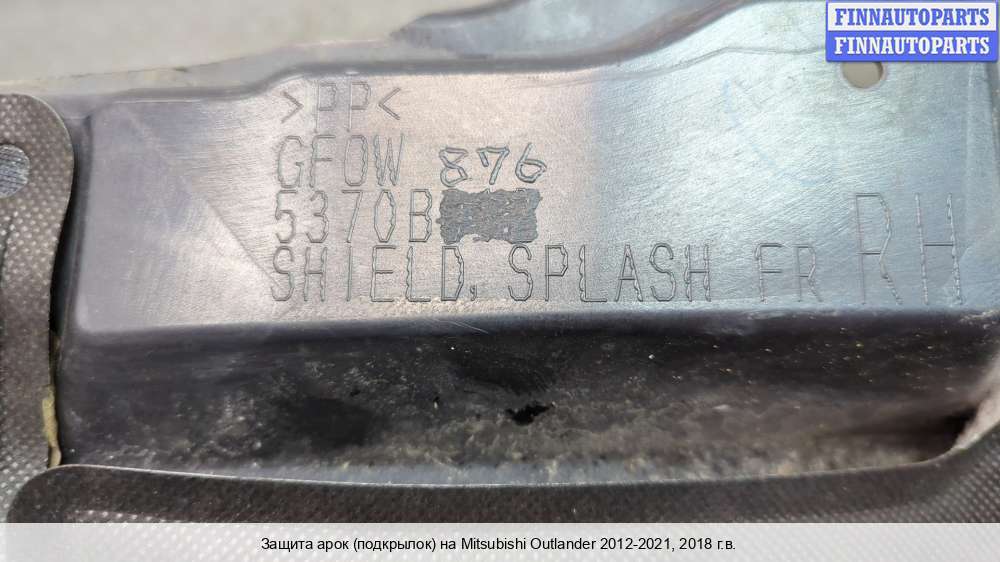 FINNAUTOPARTS
FINNAUTOPARTS
>PP<
GF0W 876
5370B
SHIELD, SPLASH FR RH
Защита арок (подкрылок) на Mitsubishi Outlander 2012-2021, 2018 г.в.